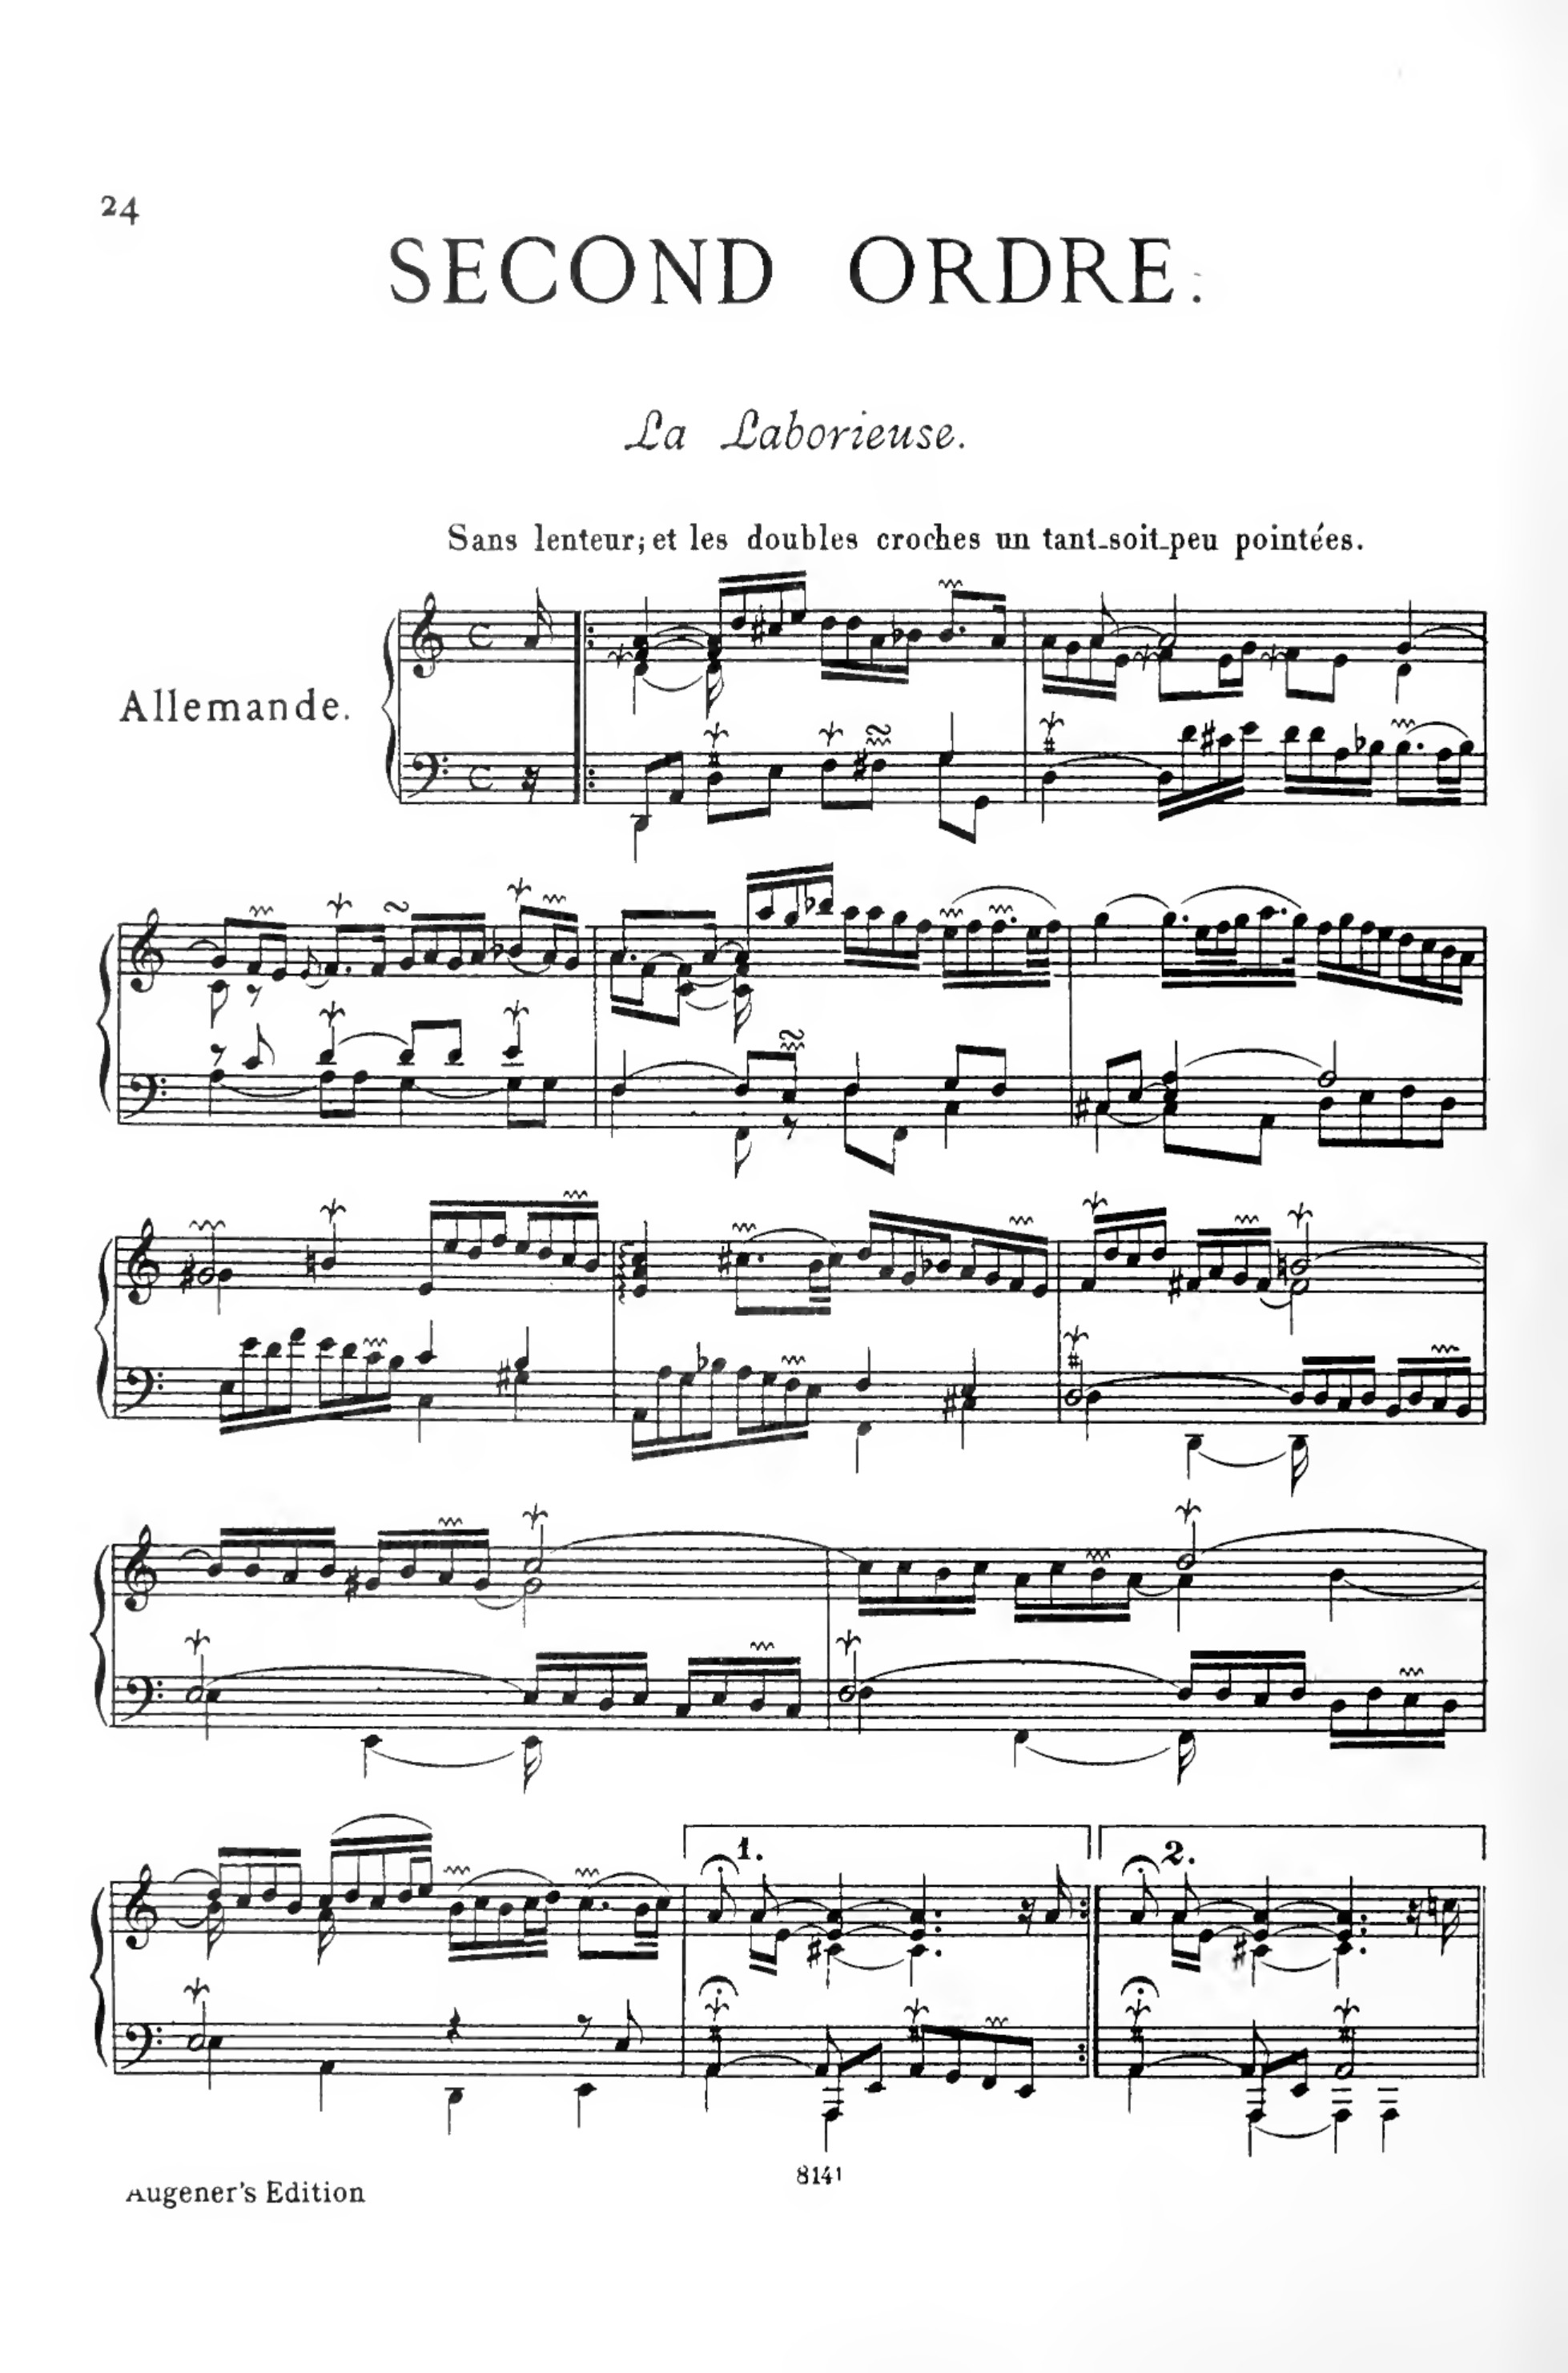 24
SECOND ORDRE.
La Laborieuse.
Sans lenteur; et les doubles croches un tant-soit-peu pointées.
Allemande.
1.
2.
8141
Augener's Edition